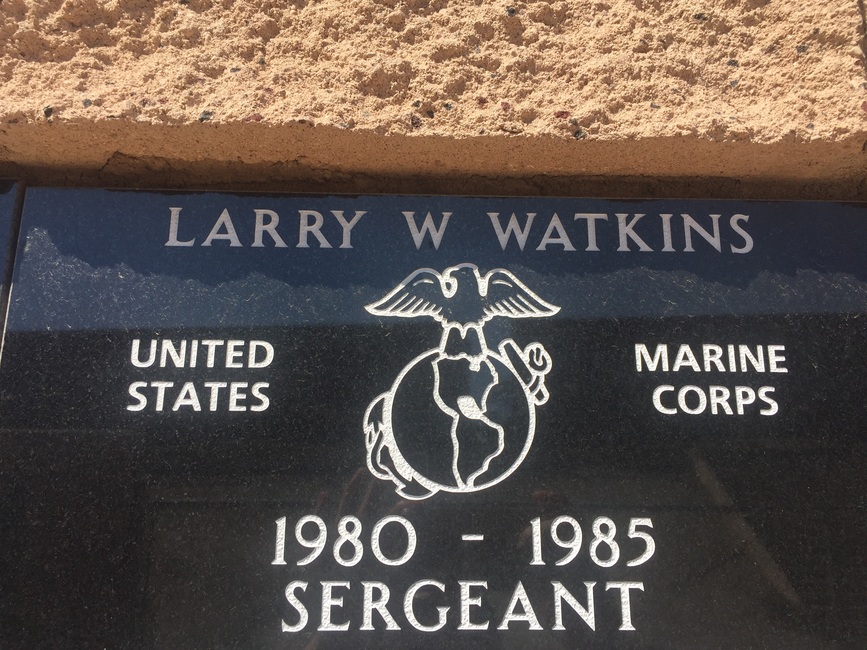 LARRY W WATKINS
UNITED STATES
MARINE CORPS
1980 - 1985
SERGEANT